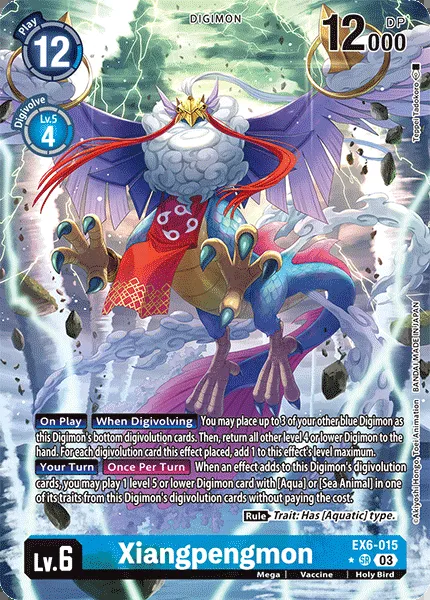 DIGIMON
Play
12
DP
12000
Digivolve
Lv.5
4
Teppei Tadokoro
On Play When Digivolving You may place up to 3 of your other blue Digimon as
this Digimon's bottom digivolution cards. Then, return all other level 4 or lower Digimon to the
hand. For each digivolution card this effect placed, add 1 to this effect's level maximum.
Your Turn Once Per Turn When an effect adds to this Digimon's digivolution
cards, you may play 1 level 5 or lower Digimon card with [Aqua] or [Sea Animal] in one
of its traits from this Digimon's digivolution cards without paying the cost.
Rule Trait: Has [Aquatic] type.
©Akiyoshi Hongo, Toei Animation BANDAI MADE IN JAPAN
Lv.6
Xiangpengmon
EX6-015
SR 03
Mega Vaccine Holy Bird